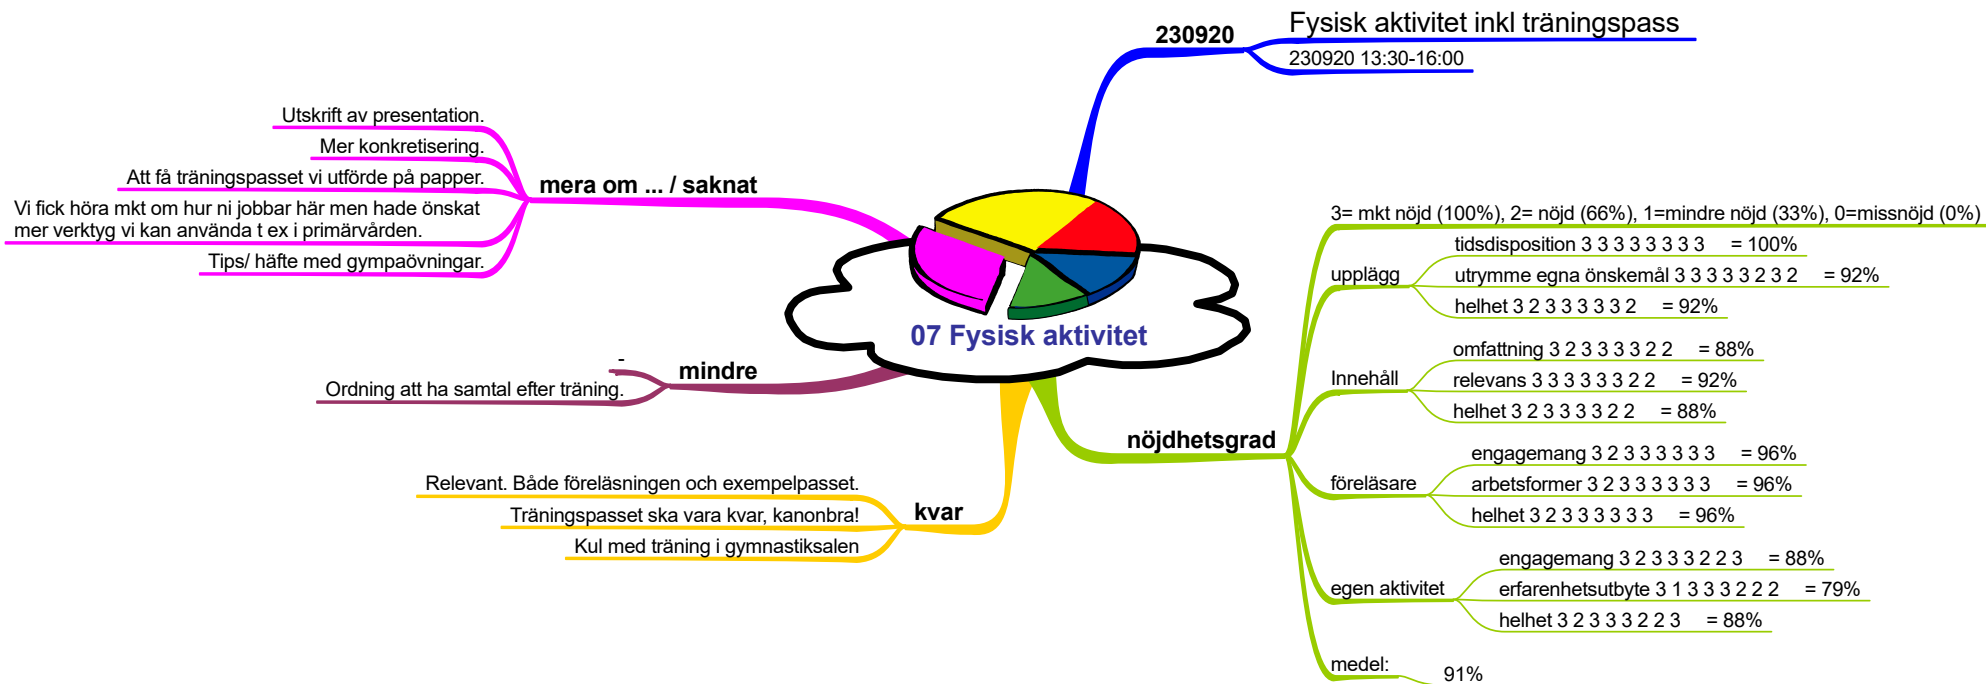 230920
Fysisk aktivitet inkl träningspass
230920 13:30-16:00
Utskrift av presentation.
Mer konkretisering.
Att få träningspasset vi utförde på papper.
Vi fick höra mkt om hur ni jobbar här men hade önskat
mer verktyg vi kan använda t ex i primärvården.
Tips/ häfte med gympaövningar.
mera om ... / saknat
07 Fysisk aktivitet
mindre
-
Ordning att ha samtal efter träning.
kvar
Relevant. Både föreläsningen och exempelpasset.
Träningspasset ska vara kvar, kanonbra!
Kul med träning i gymnastiksalen
nöjdhetsgrad
3= mkt nöjd (100%), 2= nöjd (66%), 1=mindre nöjd (33%), 0=missnöjd (0%)
upplägg
tidsdisposition 3 3 3 3 3 3 3 3 = 100%
utrymme egna önskemål 3 3 3 3 3 2 3 2 = 92%
helhet 3 2 3 3 3 3 3 2 = 92%
Innehåll
omfattning 3 2 3 3 3 3 2 2 = 88%
relevans 3 3 3 3 3 3 2 2 = 92%
helhet 3 2 3 3 3 3 2 2 = 88%
föreläsare
engagemang 3 2 3 3 3 3 3 3 = 96%
arbetsformer 3 2 3 3 3 3 3 3 = 96%
helhet 3 2 3 3 3 3 3 3 = 96%
egen aktivitet
engagemang 3 2 3 3 3 2 2 3 = 88%
erfarenhetsutbyte 3 1 3 3 3 2 2 2 = 79%
helhet 3 2 3 3 3 2 2 3 = 88%
medel:
91%